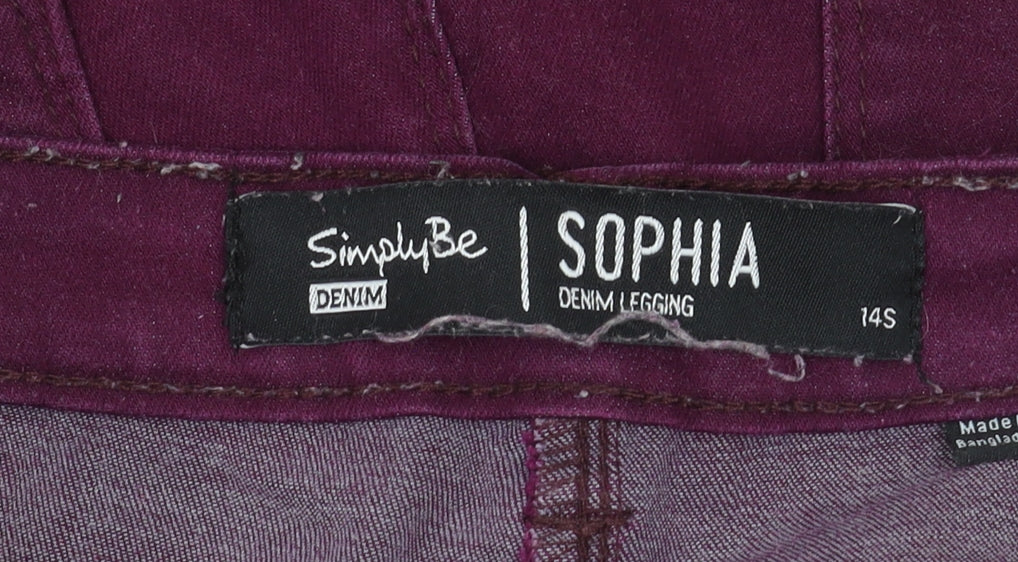 SimplyBe
DENIM
SOPHIA
DENIM LEGGING
14S
Made